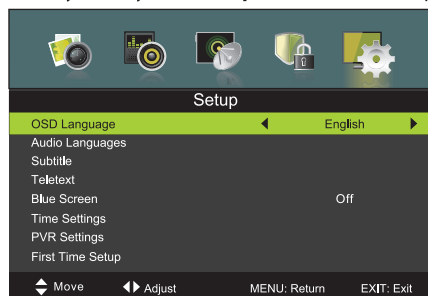 Setup
OSD Language English
Audio Languages
Subtitle
Teletext
Blue Screen Off
Time Settings
PVR Settings
First Time Setup
Move Adjust MENU: Return EXIT: Exit